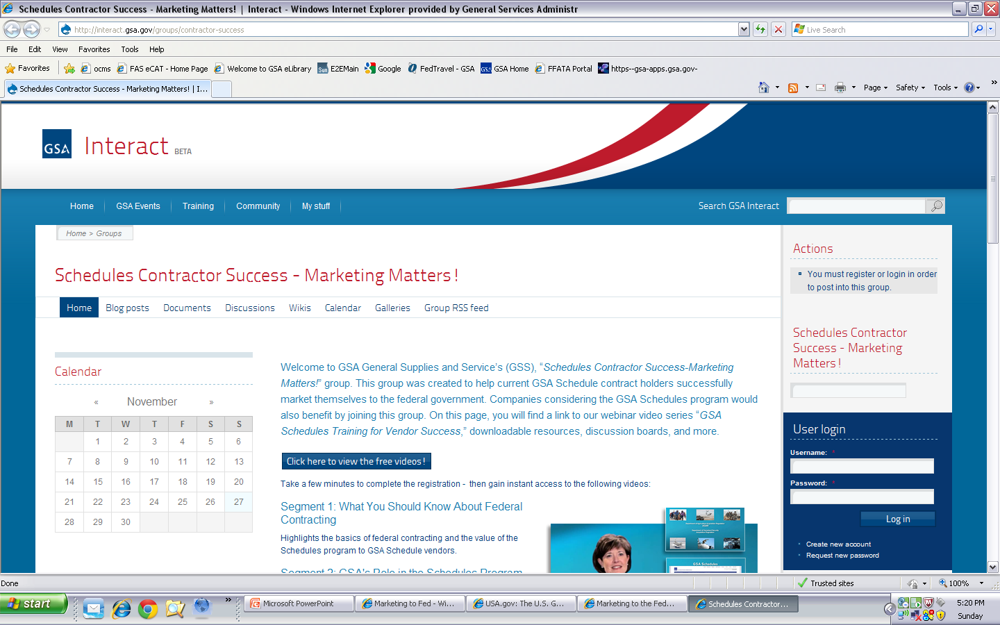 Schedules Contractor Success - Marketing Matters! | Interact - Windows Internet Explorer provided by General Services Administr
http://interact.gsa.gov/groups/contractor-success
Live Search
File Edit View Favorites Tools Help
Favorites ocms FAS eCAT - Home Page Welcome to GSA eLibrary Sun E2EMain Google FedTravel - GSA GSA GSA Home FFATA Portal https--gsa-apps.gsa.gov-
Schedules Contractor Success - Marketing Matters! | I...
Page Safety Tools
GSA Interact BETA
Home GSA Events Training Community My stuff
Search GSA Interact
Home > Groups
Schedules Contractor Success - Marketing Matters!
Home Blog posts Documents Discussions Wikis Calendar Galleries Group RSS feed
Calendar
« November »
M T W T F S S
1 2 3 4 5 6
7 8 9 10 11 12 13
14 15 16 17 18 19 20
21 22 23 24 25 26 27
28 29 30
Welcome to GSA General Supplies and Service's (GSS), “Schedules Contractor Success-Marketing
Matters!” group. This group was created to help current GSA Schedule contract holders successfully
market themselves to the federal government. Companies considering the GSA Schedules program would
also benefit by joining this group. On this page, you will find a link to our webinar video series “GSA
Schedules Training for Vendor Success,” downloadable resources, discussion boards, and more.
Click here to view the free videos!
Take a few minutes to complete the registration - then gain instant access to the following videos:
Segment 1: What You Should Know About Federal
Contracting
Highlights the basics of federal contracting and the value of the
Schedules program to GSA Schedule vendors.
Segment 2: GSA's Role in the Schedules Program
GSA Schedules
Actions
You must register or login in order
to post into this group.
Schedules Contractor
Success - Marketing
Matters!
User login
Username: *
Password: *
Log in
Create new account
Request new password
Done
Trusted sites
100%
start
Microsoft PowerPoint
Marketing to Fed - Wi...
USA.gov: The U.S. G...
Marketing to the Fed...
Schedules Contractor...
5:20 PM
Sunday